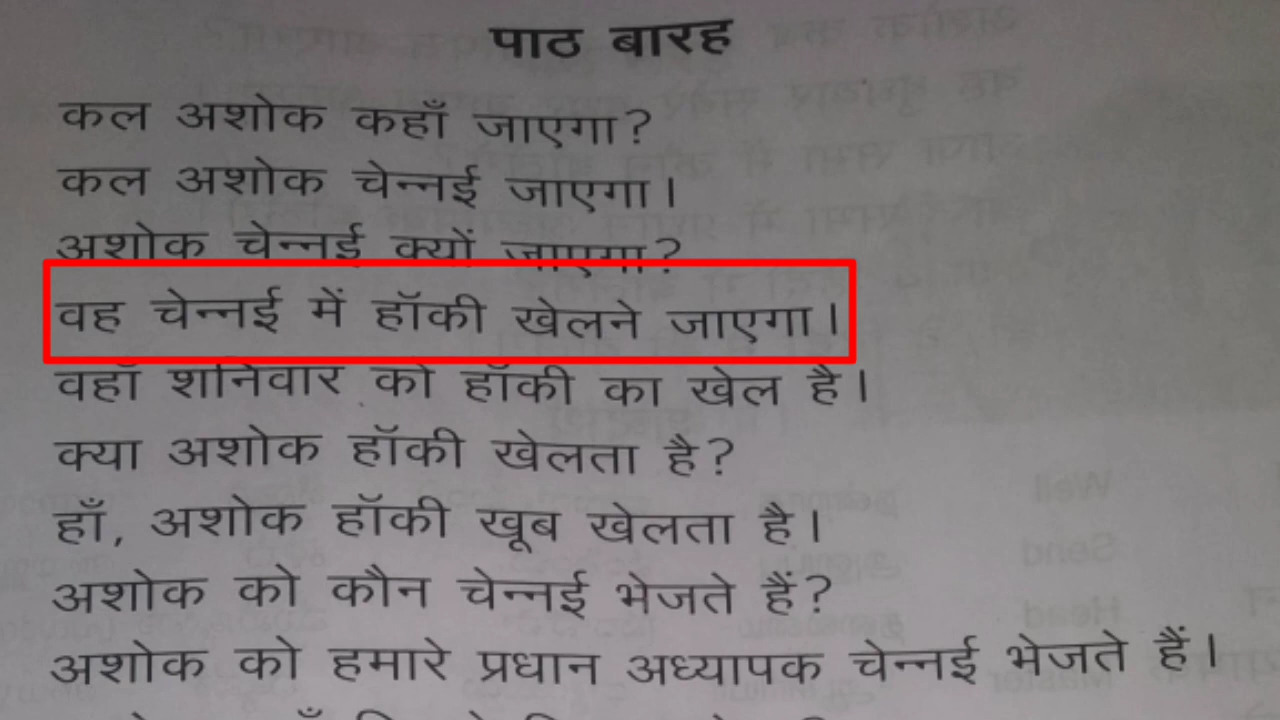 पाठ बारह
कल अशोक कहाँ जाएगा?
कल अशोक चेन्नई जाएगा।
अशोक चेन्नई क्यों जाएगा?
वह चेन्नई में हॉकी खेलने जाएगा।
वहाँ शनिवार को हॉकी का खेल है।
क्या अशोक हॉकी खेलता है?
हाँ, अशोक हॉकी खूब खेलता है।
अशोक को कौन चेन्नई भेजते हैं?
अशोक को हमारे प्रधान अध्यापक चेन्नई भेजते हैं।